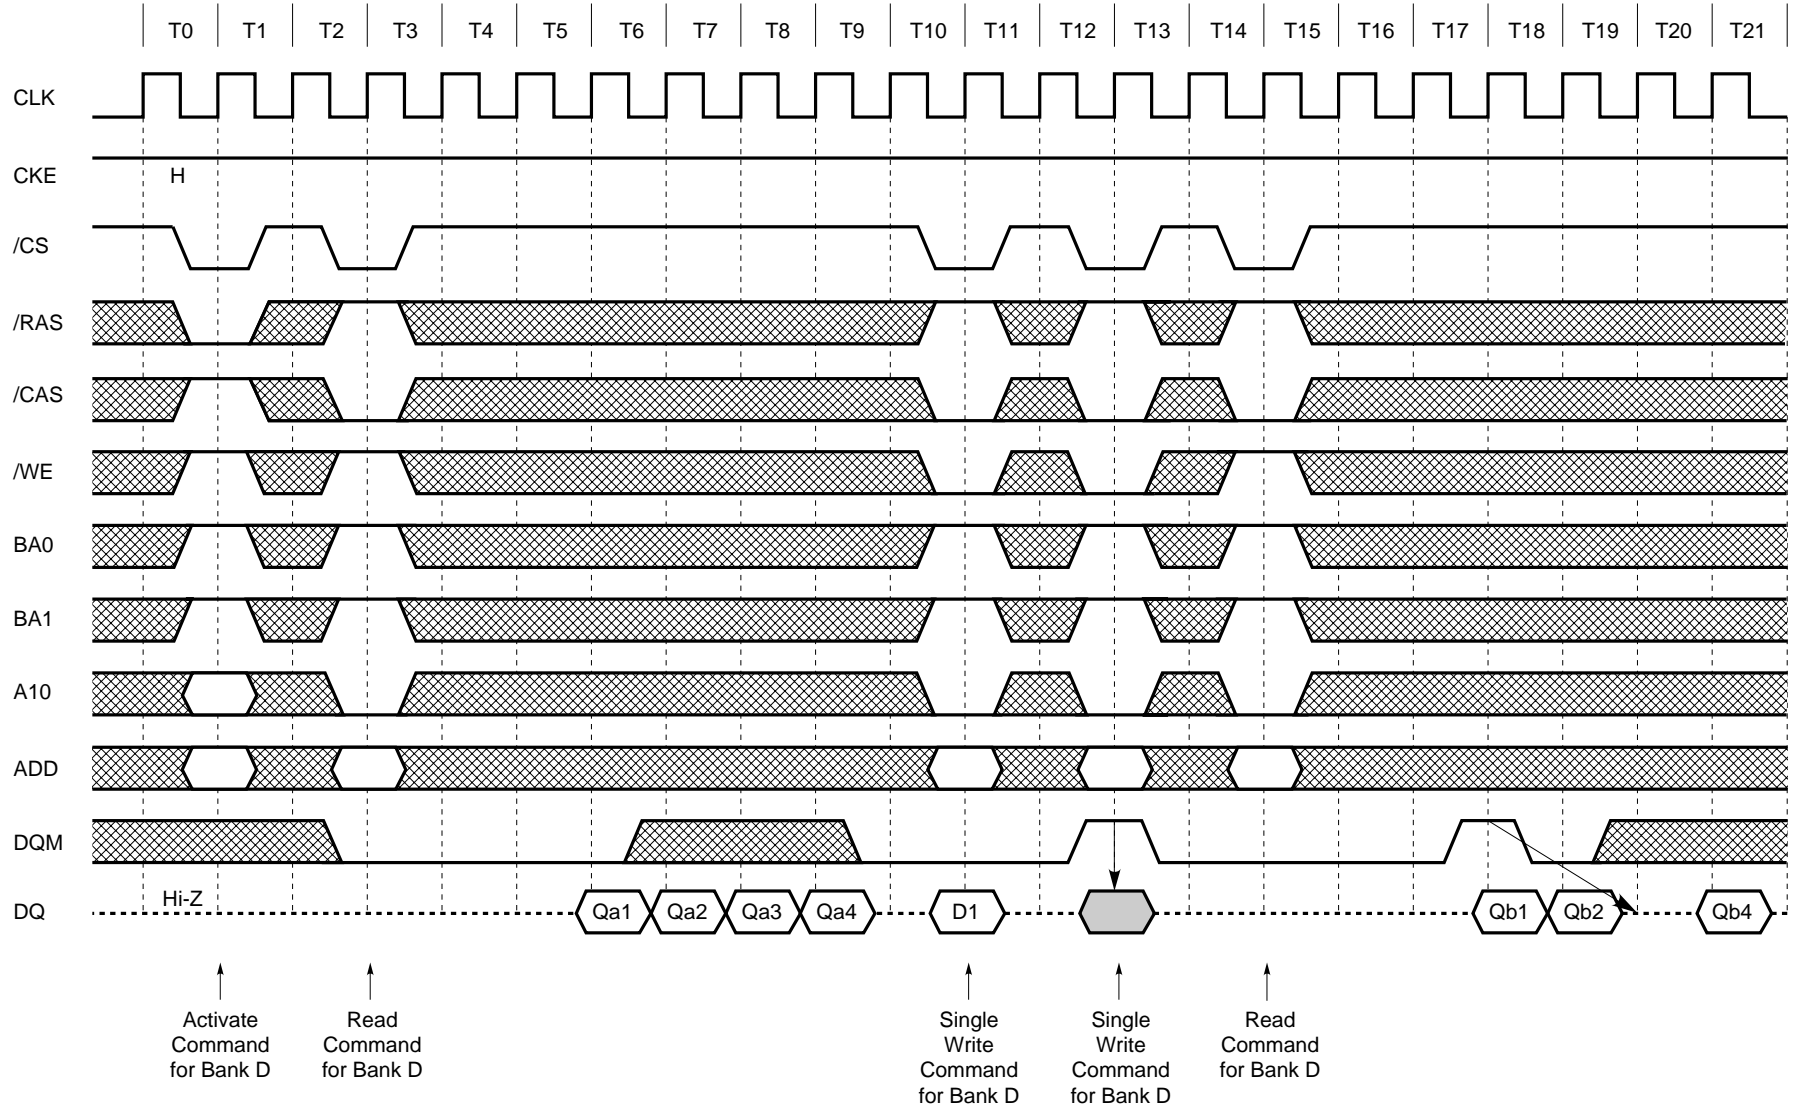 T0 T1 T2 T3 T4 T5 T6 T7 T8 T9 T10 T11 T12 T13 T14 T15 T16 T17 T18 T19 T20 T21
CLK
CKE H
/CS
/RAS
/CAS
/WE
BA0
BA1
A10
ADD
DQM
DQ Hi-Z Qa1 Qa2 Qa3 Qa4 D1 Qb1 Qb2 Qb4
Activate
Command
for Bank D
Read
Command
for Bank D
Single
Write
Command
for Bank D
Single
Write
Command
for Bank D
Read
Command
for Bank D